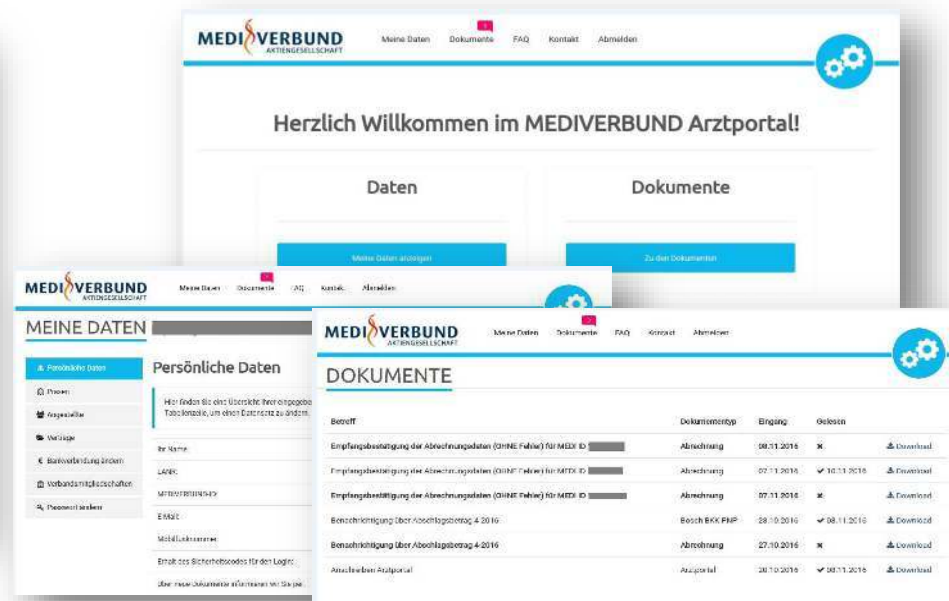 MEDIVERBUND
AKTIENGESELLSCHAFT
Meine Daten Dokumente FAQ Kontakt Abmelden
Herzlich Willkommen im MEDIVERBUND Arztportal!
Daten
Meine Daten anzeigen
Dokumente
Zu den Dokumenten
MEDIVERBUND
AKTIENGESELLSCHAFT
Meine Daten Dokumente FAQ Kontakt Abmelden
MEINE DATEN
Persönliche Daten
Praxen
Angestellte
Verträge
€ Bankverbindung ändern
Verbandsmitgliedschaften
Passwort ändern
Persönliche Daten
Hier finden Sie eine Übersicht Ihrer eingegebe
Tabellenzeile, um einen Datensatz zu ändern.
Ihr Name
LANR:
MEDIVERBUND-ID:
E-Mail:
Mobilfunknummer
Erhalt des Sicherheitscodes für den Login:
Über neue Dokumente informieren wir Sie per
MEDIVERBUND
AKTIENGESELLSCHAFT
Meine Daten Dokumente FAQ Kontakt Abmelden
DOKUMENTE
Betreff Dokumententyp Eingang Gelesen
Empfangsbestätigung der Abrechnungsdaten (OHNE Fehler) für MEDI ID Abrechnung 08.11.2016 ✖ Download
Empfangsbestätigung der Abrechnungsdaten (OHNE Fehler) für MEDI ID Abrechnung 07.11.2016 ✔ 10.11.2016 Download
Empfangsbestätigung der Abrechnungsdaten (OHNE Fehler) für MEDI ID Abrechnung 07.11.2016 ✖ Download
Benachrichtigung über Abschlagsbetrag 4-2016 Bosch BKK PNP 28.10.2016 ✔ 08.11.2016 Download
Benachrichtigung über Abschlagsbetrag 4-2016 Abrechnung 27.10.2016 ✖ Download
Anschreiben Arztportal Arztportal 20.10.2016 ✔ 08.11.2016 Download